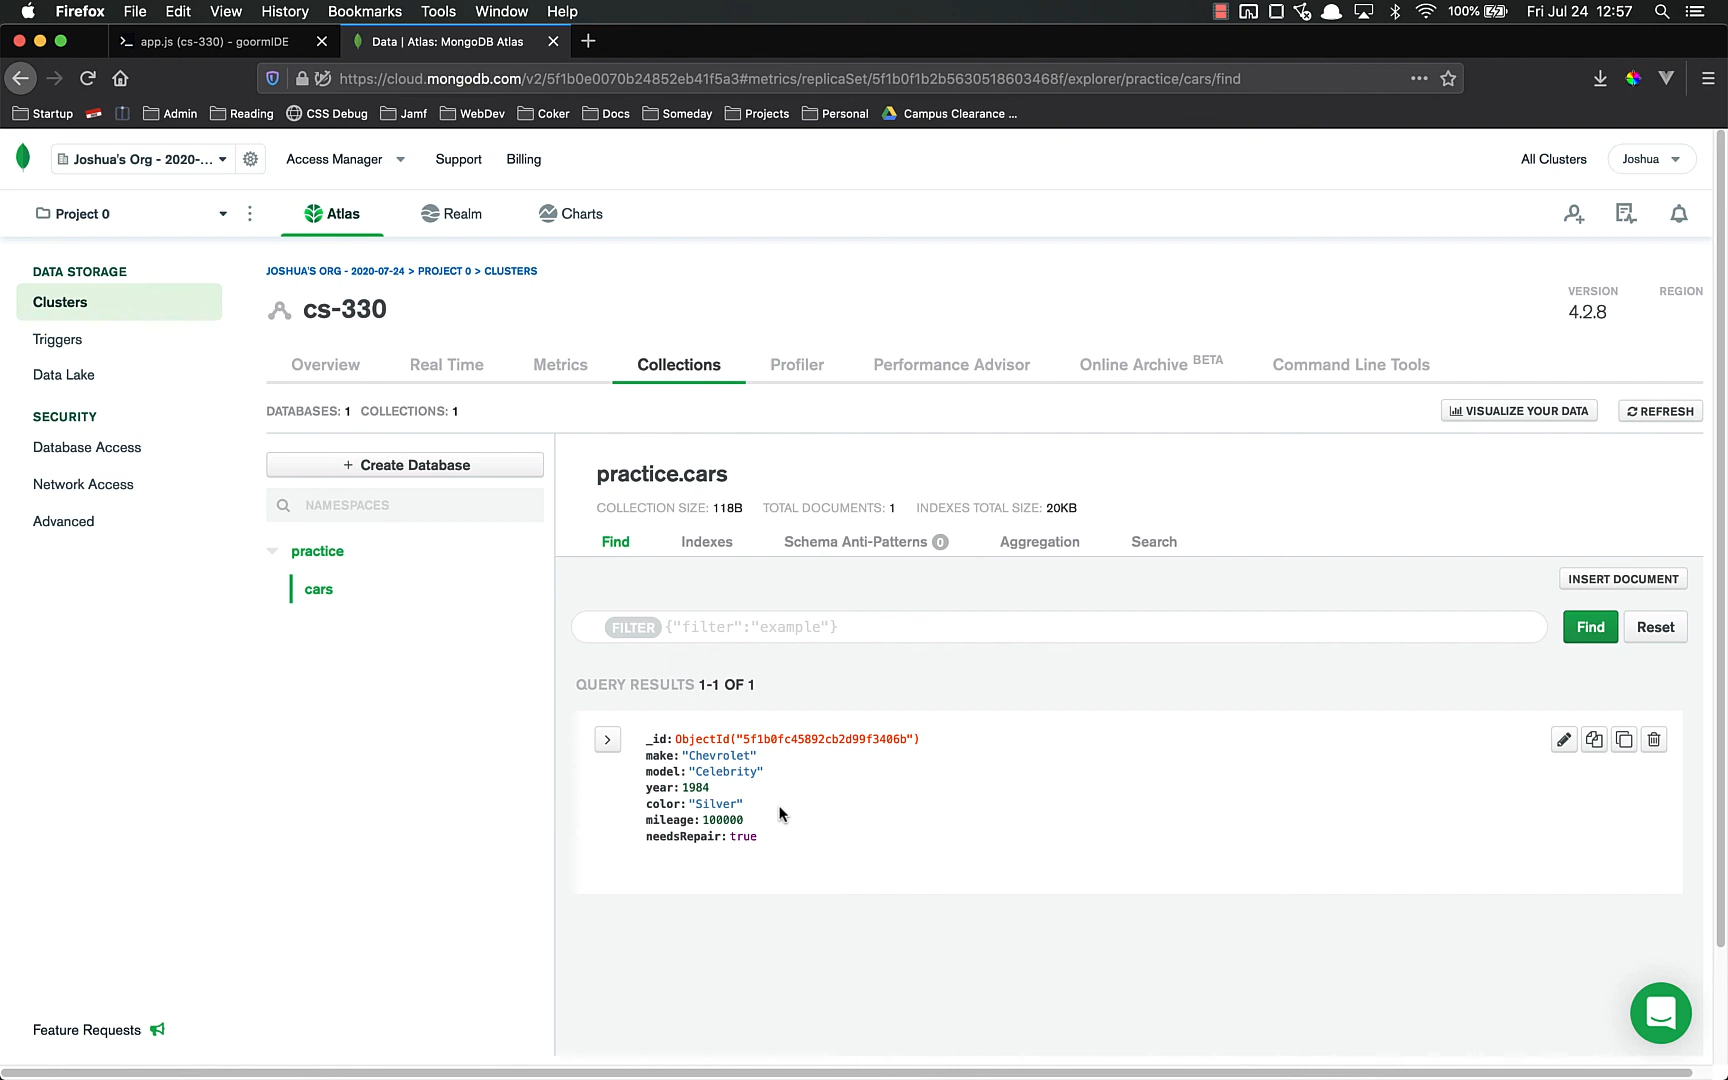 Firefox File Edit View History Bookmarks Tools Window Help 100% Fri Jul 24 12:57
app.js (cs-330) - goormIDE Data | Atlas: MongoDB Atlas
https://cloud.mongodb.com/v2/5f1b0e0070b24852eb41f5a3#metrics/replicaSet/5f1b0f1b2b5630518603468f/explorer/practice/cars/find
Startup Admin Reading CSS Debug Jamf WebDev Coker Docs Someday Projects Personal Campus Clearance ...
Joshua's Org - 2020-... Access Manager Support Billing All Clusters Joshua
Project 0 Atlas Realm Charts
DATA STORAGE
Clusters
Triggers
Data Lake
SECURITY
Database Access
Network Access
Advanced
Feature Requests
JOSHUA'S ORG - 2020-07-24 > PROJECT 0 > CLUSTERS
cs-330
VERSION REGION
4.2.8
Overview Real Time Metrics Collections Profiler Performance Advisor Online Archive BETA Command Line Tools
DATABASES: 1 COLLECTIONS: 1 VISUALIZE YOUR DATA REFRESH
+ Create Database
NAMESPACES
practice
cars
practice.cars
COLLECTION SIZE: 118B TOTAL DOCUMENTS: 1 INDEXES TOTAL SIZE: 20KB
Find Indexes Schema Anti-Patterns 0 Aggregation Search
INSERT DOCUMENT
FILTER {"filter":"example"} Find Reset
QUERY RESULTS 1-1 OF 1
_id: ObjectId("5f1b0fc45892cb2d99f3406b")
make: "Chevrolet"
model: "Celebrity"
year: 1984
color: "Silver"
mileage: 100000
needsRepair: true